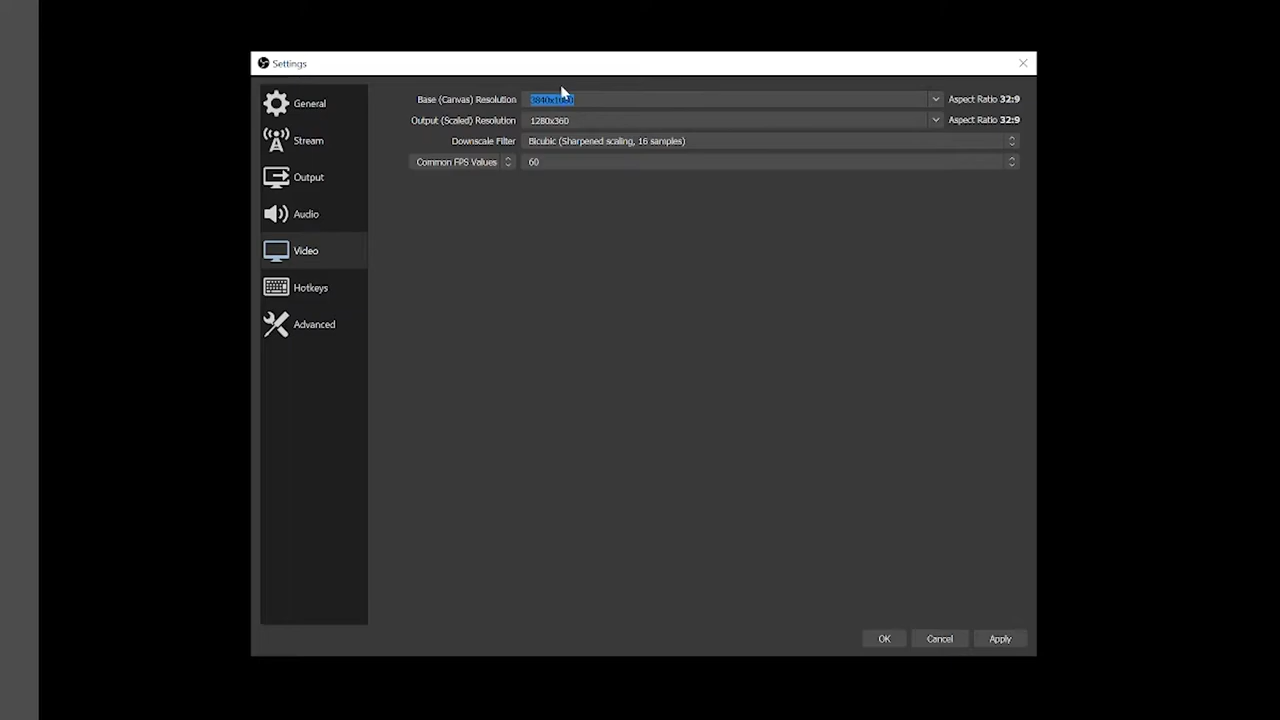 Settings
General
Stream
Output
Audio
Video
Hotkeys
Advanced
Base (Canvas) Resolution 3840x1080 Aspect Ratio 32:9
Output (Scaled) Resolution 1280x360 Aspect Ratio 32:9
Downscale Filter Bicubic (Sharpened scaling, 16 samples)
Common FPS Values 60
OK Cancel Apply